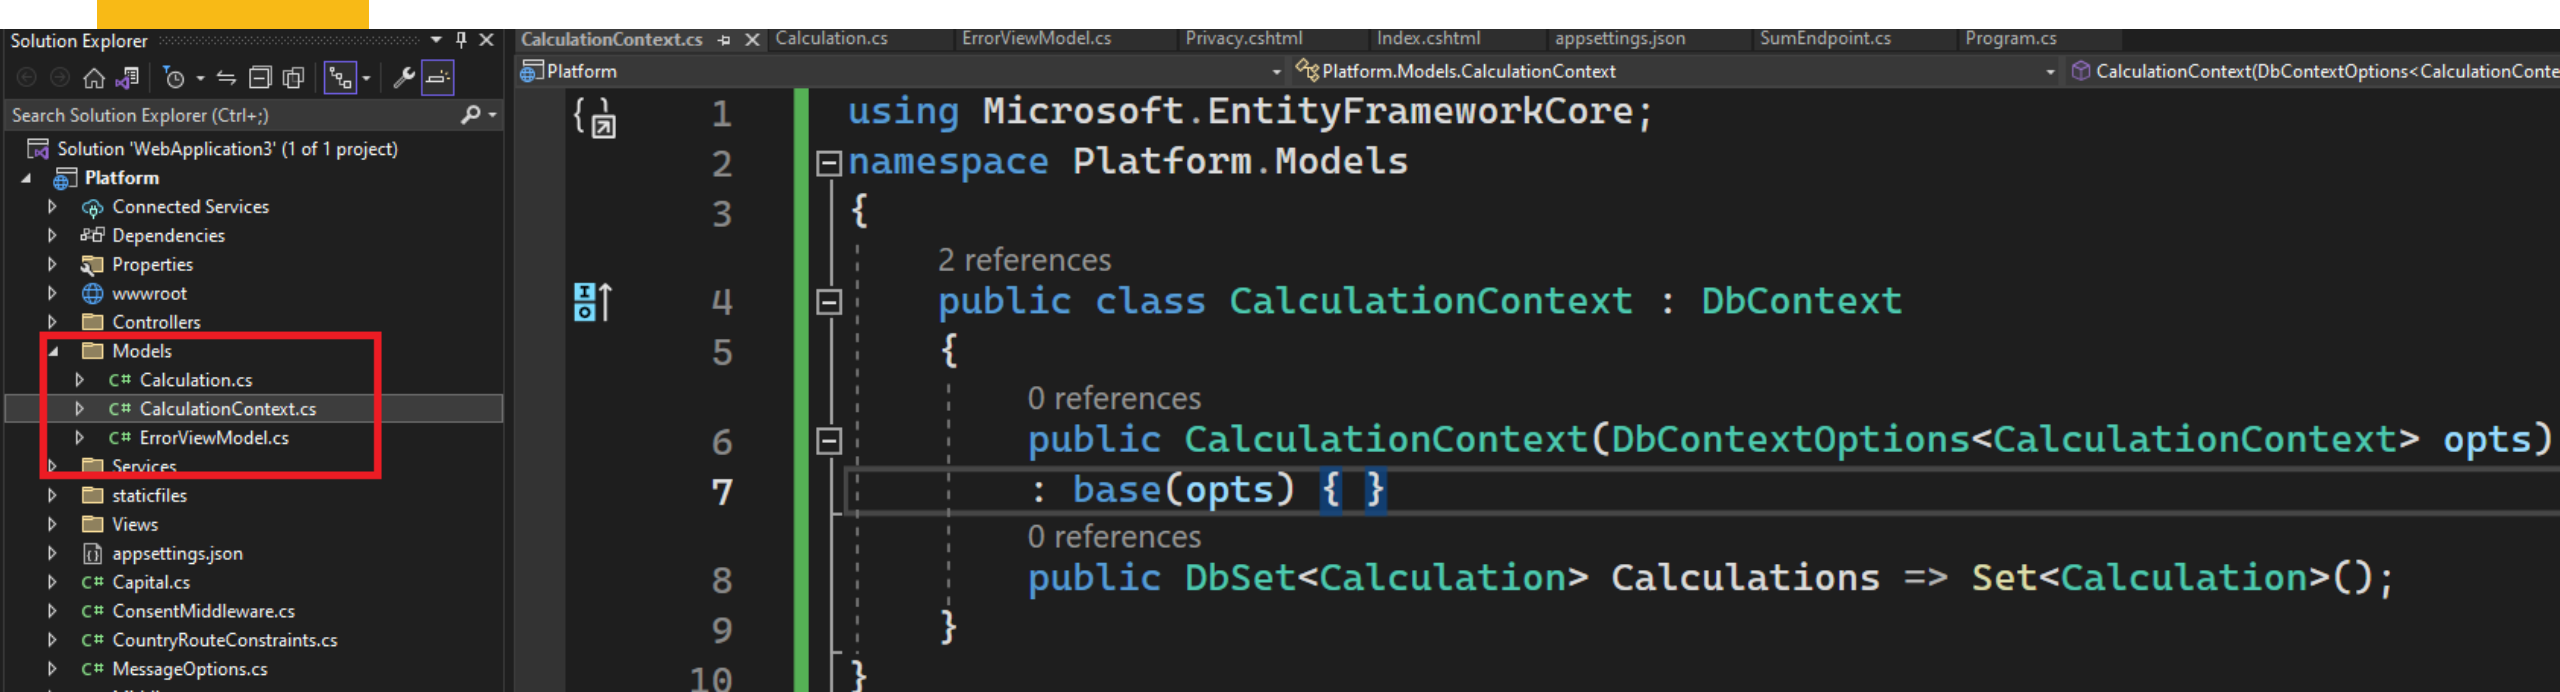 Solution Explorer
Search Solution Explorer (Ctrl+;)
Solution 'WebApplication3' (1 of 1 project)
Platform
Connected Services
Dependencies
Properties
wwwroot
Controllers
Models
C# Calculation.cs
C# CalculationContext.cs
C# ErrorViewModel.cs
Services
staticfiles
Views
appsettings.json
C# Capital.cs
C# ConsentMiddleware.cs
C# CountryRouteConstraints.cs
C# MessageOptions.cs
CalculationContext.cs Calculation.cs ErrorViewModel.cs Privacy.cshtml Index.cshtml appsettings.json SumEndpoint.cs Program.cs
Platform Platform.Models.CalculationContext CalculationContext(DbContextOptions<CalculationConte
1 using Microsoft.EntityFrameworkCore;
2 namespace Platform.Models
3 {
2 references
4 public class CalculationContext : DbContext
5 {
0 references
6 public CalculationContext(DbContextOptions<CalculationContext> opts)
7 : base(opts) { }
0 references
8 public DbSet<Calculation> Calculations => Set<Calculation>();
9 }
10 }